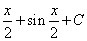 x/2 + sin x/2 + C